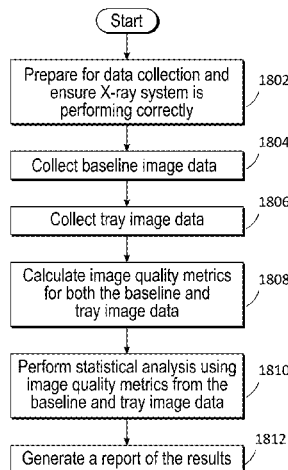 Start
Prepare for data collection and
ensure X-ray system is
performing correctly
1802
1804
Collect baseline image data
1806
Collect tray image data
Calculate image quality metrics
for both the baseline and
tray image data
1808
Perform statistical analysis using
image quality metrics from the
baseline and tray image data
1810
1812
Generate a report of the results